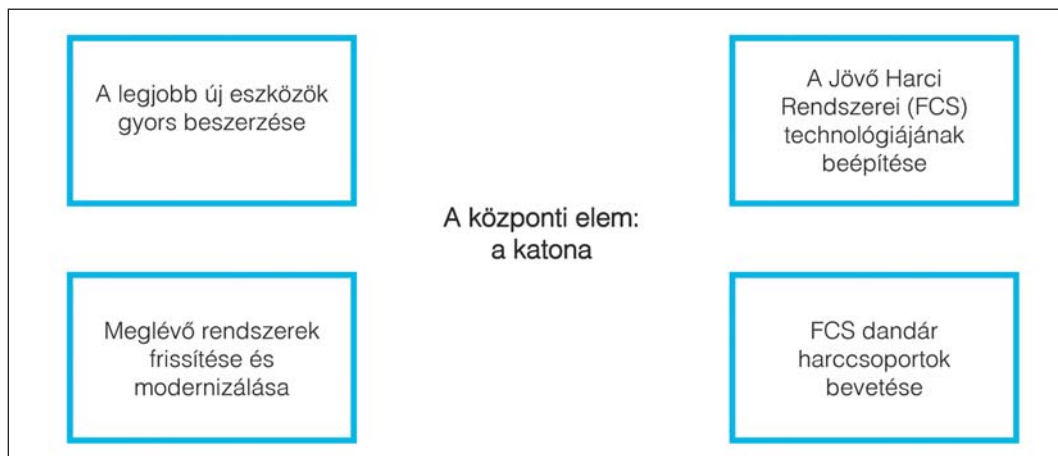 A legjobb új eszközök
gyors beszerzése
A Jövő Harci
Rendszerei (FCS)
technológiájának
beépítése
A központi elem:
a katona
Meglévő rendszerek
frissítése és
modernizálása
FCS dandár
harccsoportok
bevetése